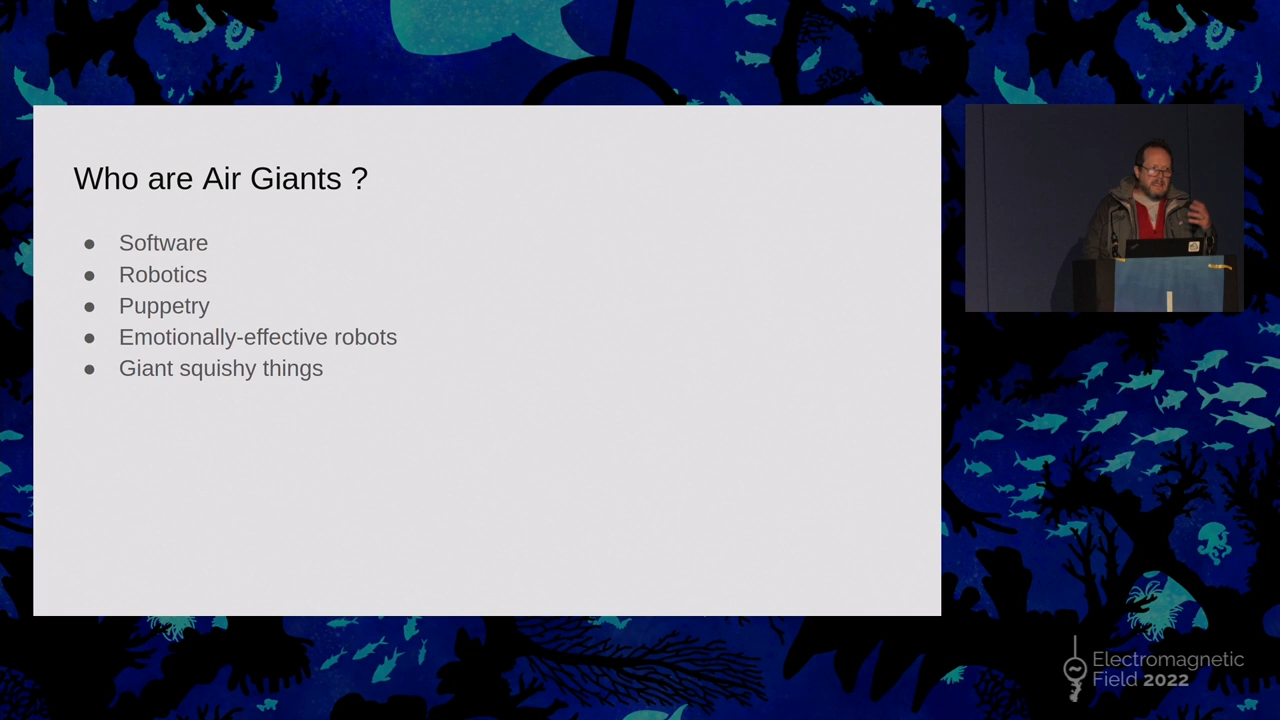 Who are Air Giants ?
● Software
● Robotics
● Puppetry
● Emotionally-effective robots
● Giant squishy things
Electromagnetic
Field 2022